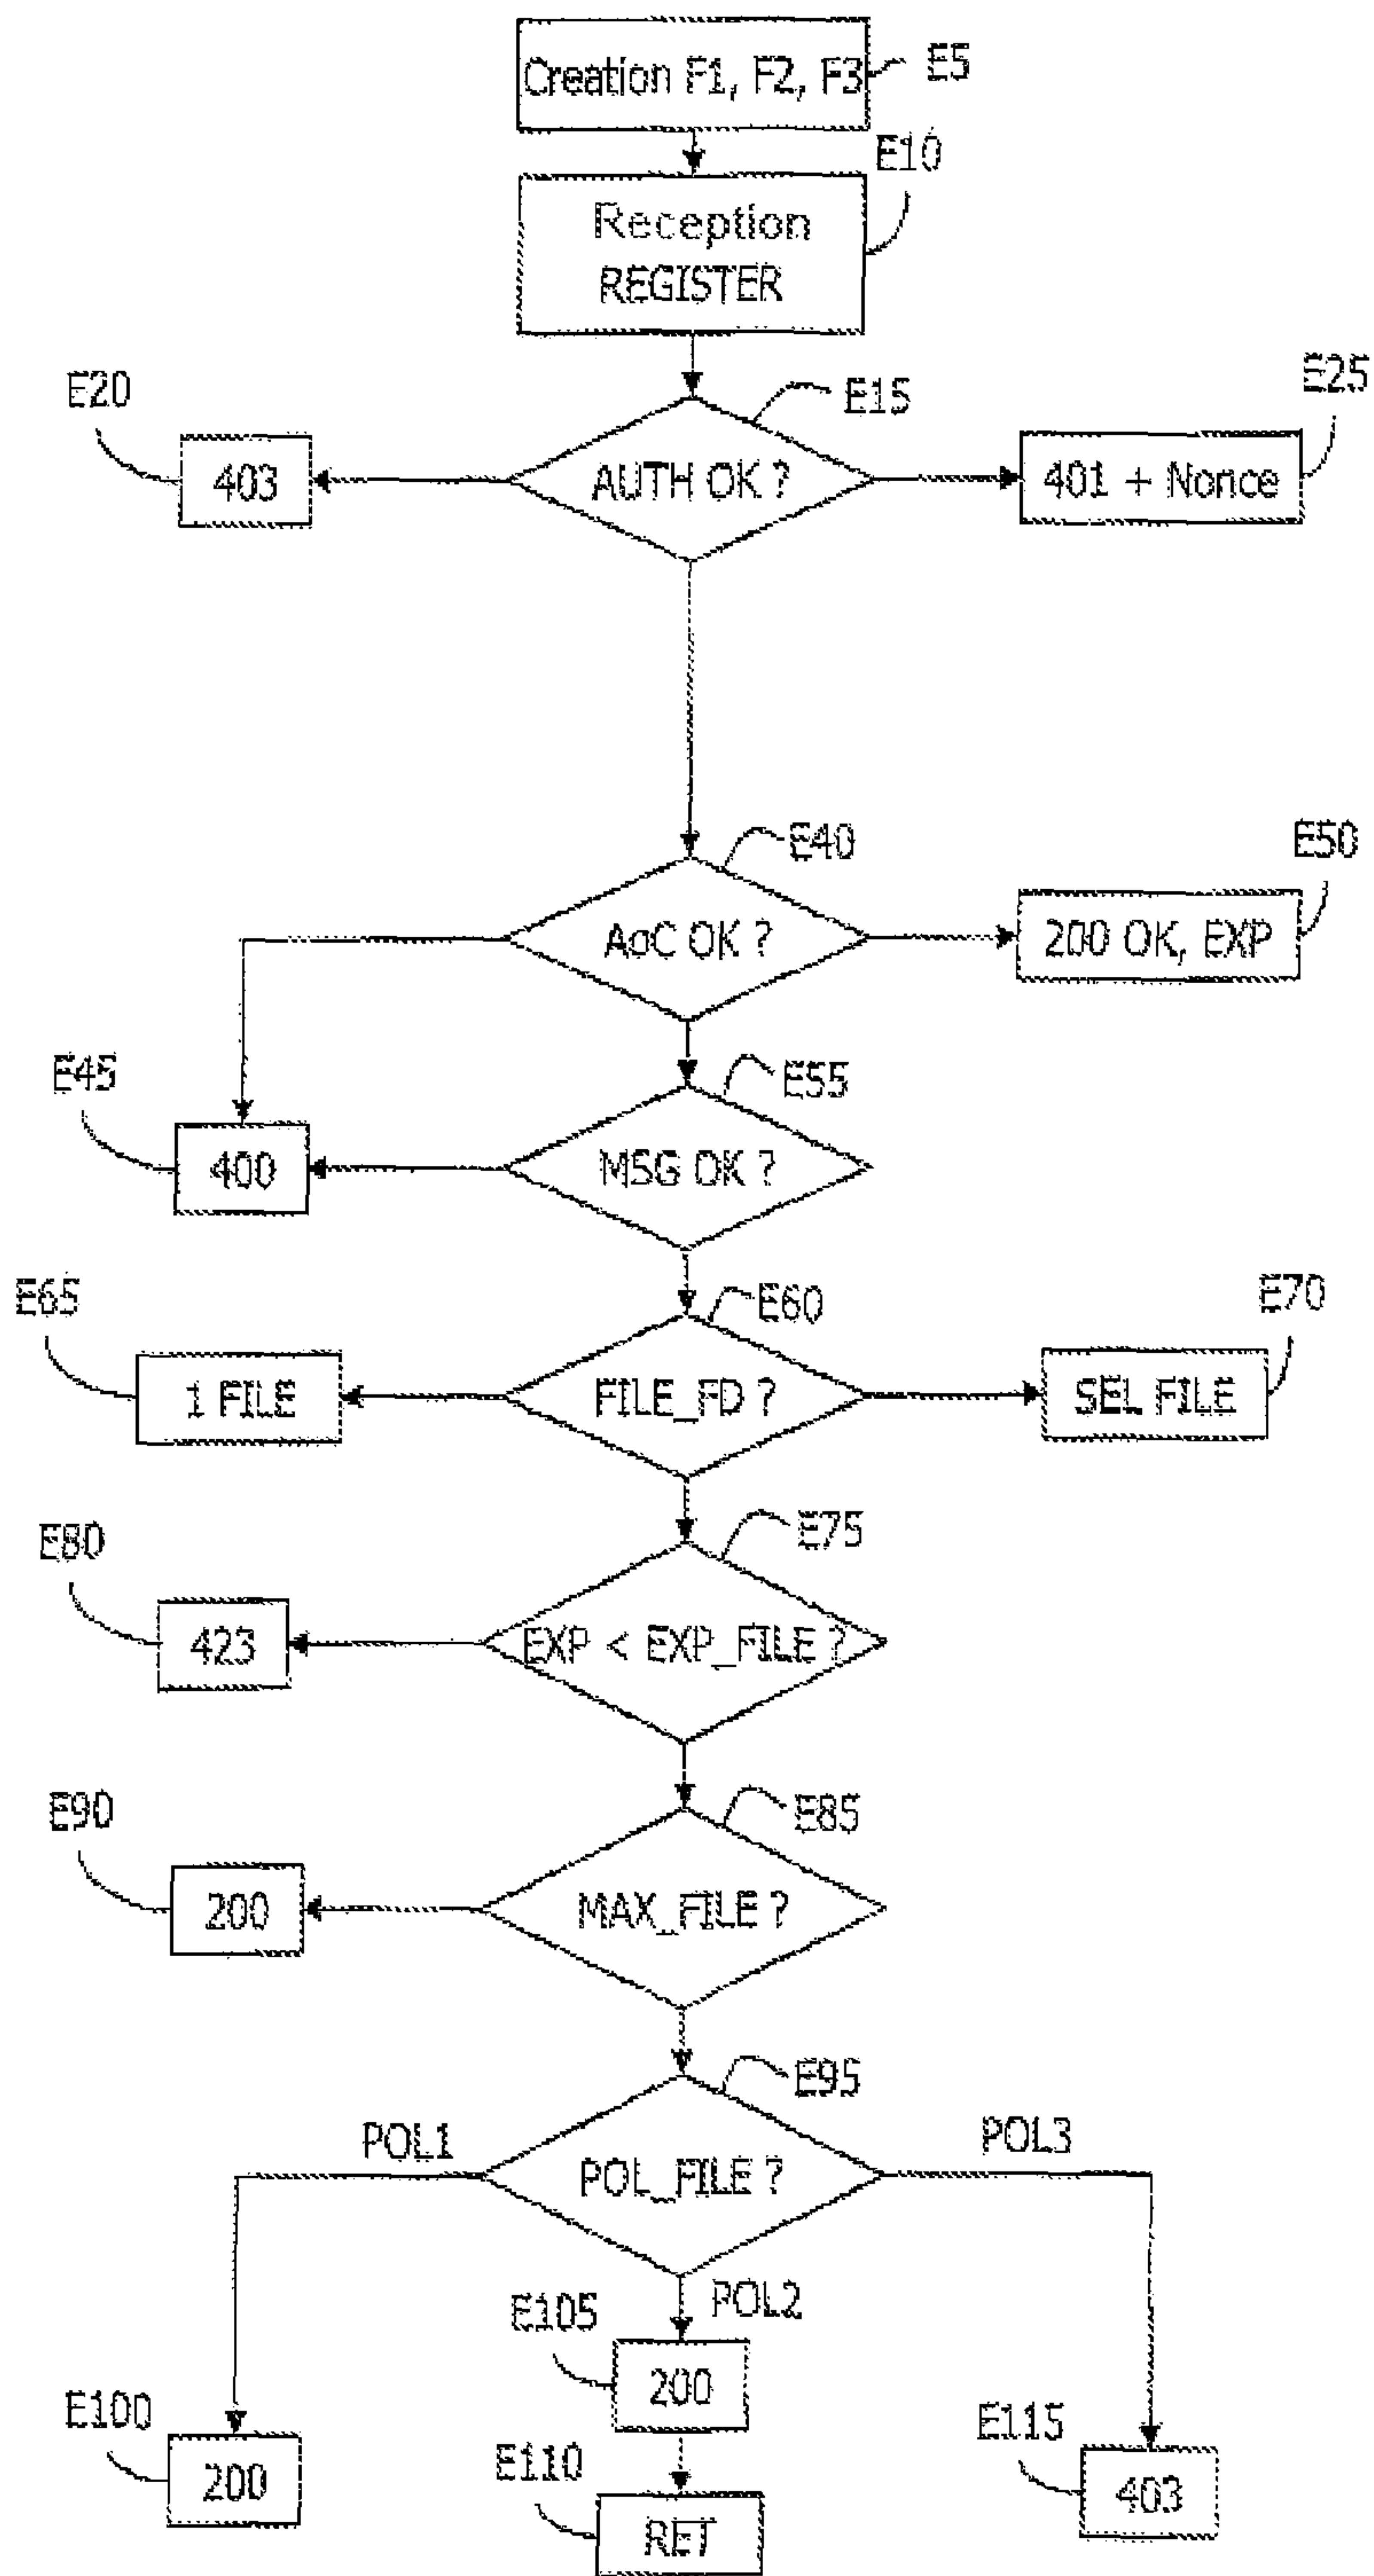 Creation F1, F2, F3
E5
E10
Reception
REGISTER
E20
E15
E25
403
AUTH OK ?
401 + Nonce
E40
E50
AoC OK ?
200 OK, EXP
E45
E55
400
MSG OK ?
E65
E60
E70
1 FILE
FILE_FD ?
SEL FILE
E80
E75
423
EXP < EXP_FILE ?
E90
E85
200
MAX_FILE ?
E95
POL1
POL3
POL_FILE ?
E105
POL2
200
E100
E115
200
E110
403
RET